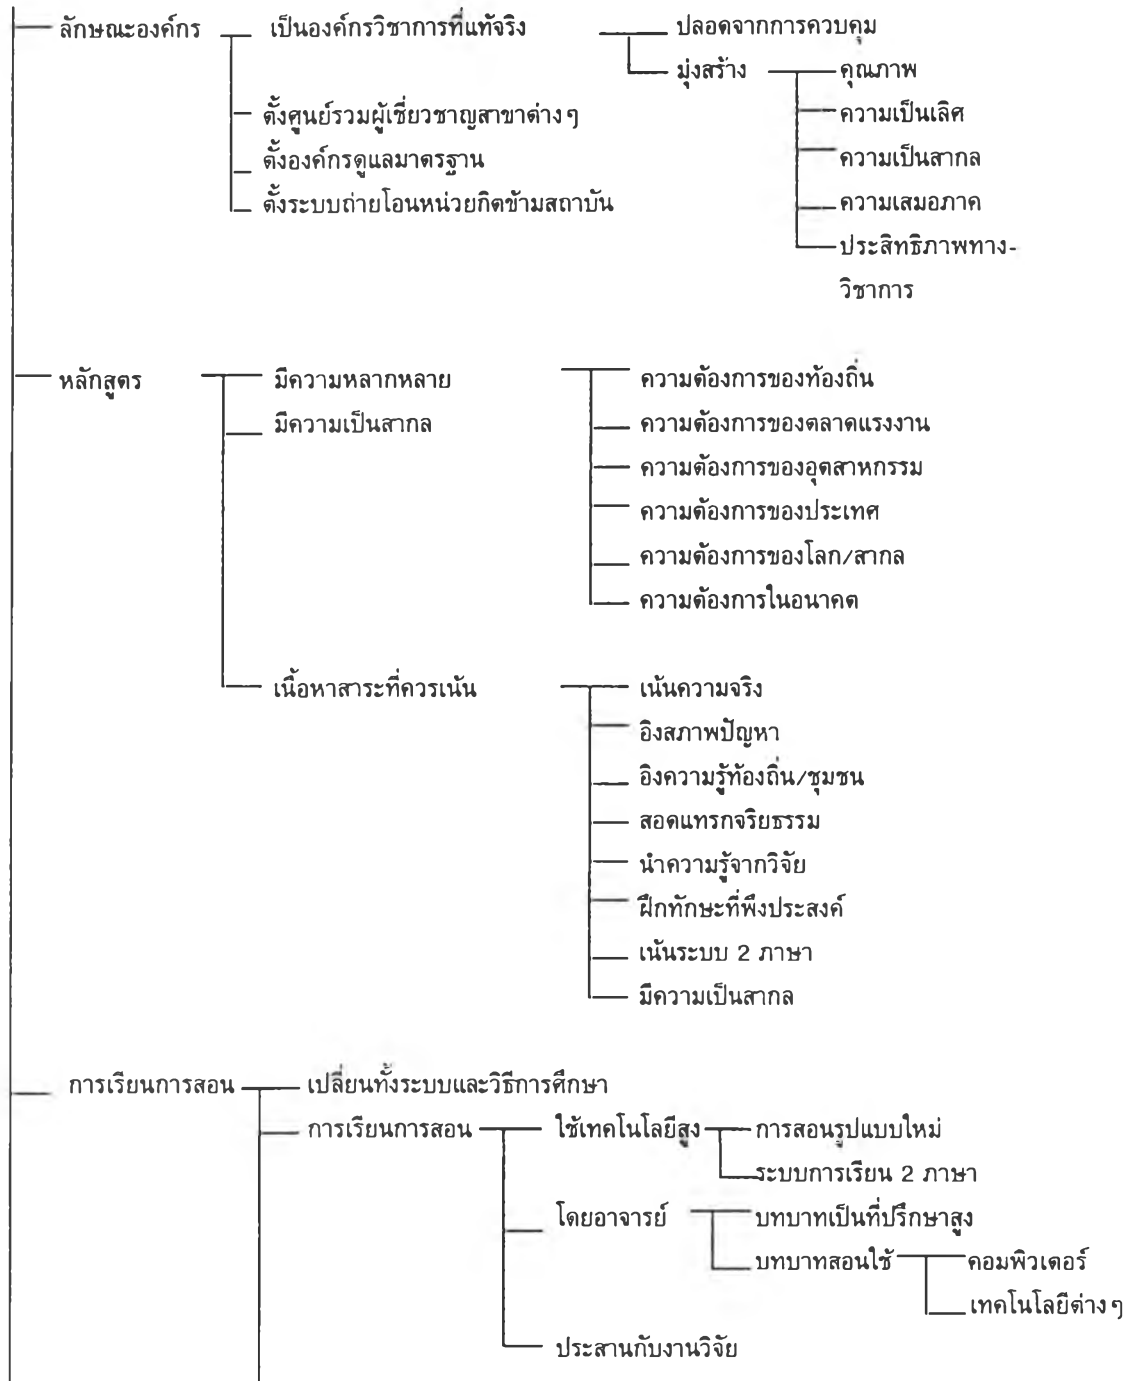 ลักษณะองค์กร เป็นองค์กรวิชาการที่แท้จริง ปลอดจากการควบคุม
มุ่งสร้าง คุณภาพ
ตั้งศูนย์รวมผู้เชี่ยวชาญสาขาต่างๆ ความเป็นเลิศ
ตั้งองค์กรดูแลมาตรฐาน ความเป็นสากล
ตั้งระบบถ่ายโอนหน่วยกิตข้ามสถาบัน ความเสมอภาค
ประสิทธิภาพทาง-
วิชาการ
หลักสูตร มีความหลากหลาย ความต้องการของท้องถิ่น
มีความเป็นสากล ความต้องการของตลาดแรงงาน
ความต้องการของอุตสาหกรรม
ความต้องการของประเทศ
ความต้องการของโลก/สากล
ความต้องการในอนาคต
เนื้อหาสาระที่ควรเน้น เน้นความจริง
อิงสภาพปัญหา
อิงความรู้ท้องถิ่น/ชุมชน
สอดแทรกจริยธรรม
นำความรู้จากวิจัย
ฝึกทักษะที่พึงประสงค์
เน้นระบบ 2 ภาษา
มีความเป็นสากล
การเรียนการสอน เปลี่ยนทั้งระบบและวิธีการศึกษา
การเรียนการสอน ใช้เทคโนโลยีสูง การสอนรูปแบบใหม่
ระบบการเรียน 2 ภาษา
โดยอาจารย์ บทบาทเป็นที่ปรึกษาสูง
บทบาทสอนใช้ คอมพิวเตอร์
เทคโนโลยีต่างๆ
ประสานกับงานวิจัย